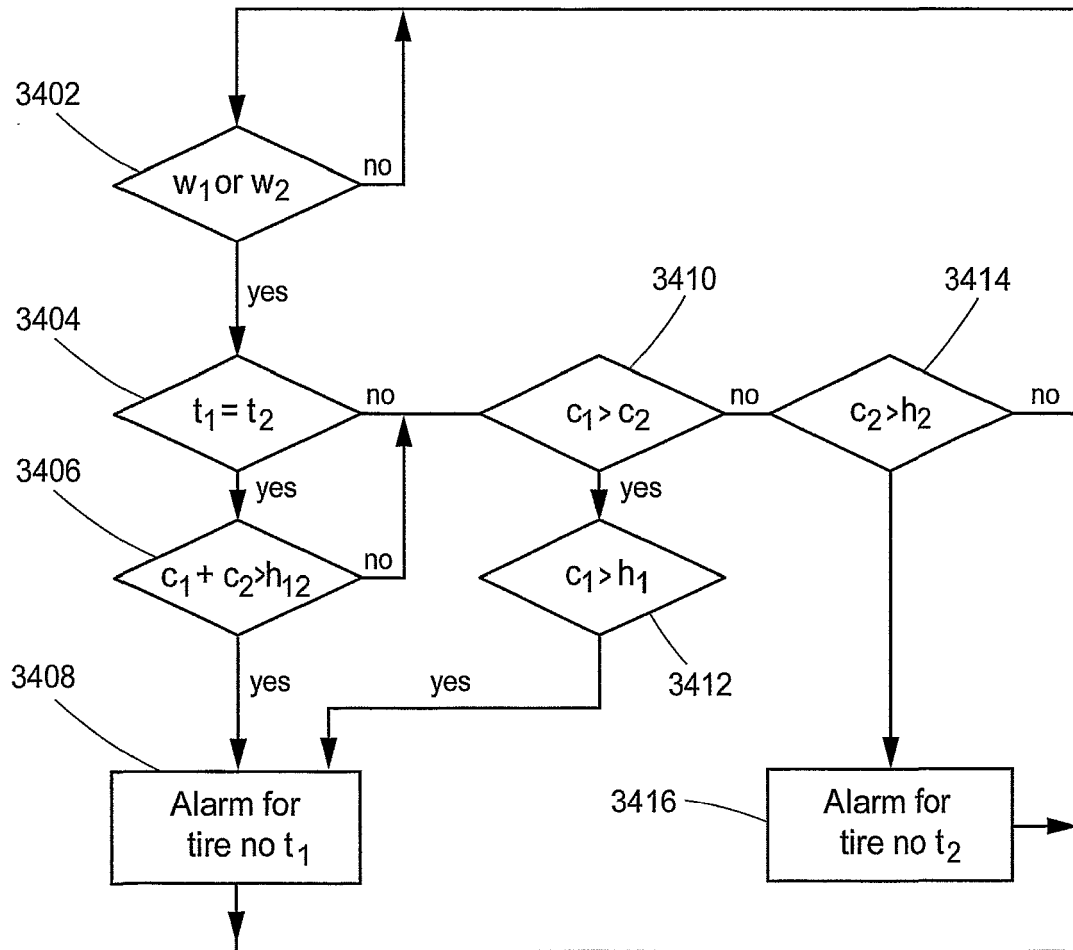 3402
w₁ or w₂
no
yes
3404
t₁ = t₂
no
3410
c₁ > c₂
no
3414
c₂ > h₂
no
yes
3406
c₁ + c₂ > h₁₂
no
yes
c₁ > h₁
3412
yes
yes
3408
Alarm for
tire no t₁
3416
Alarm for
tire no t₂